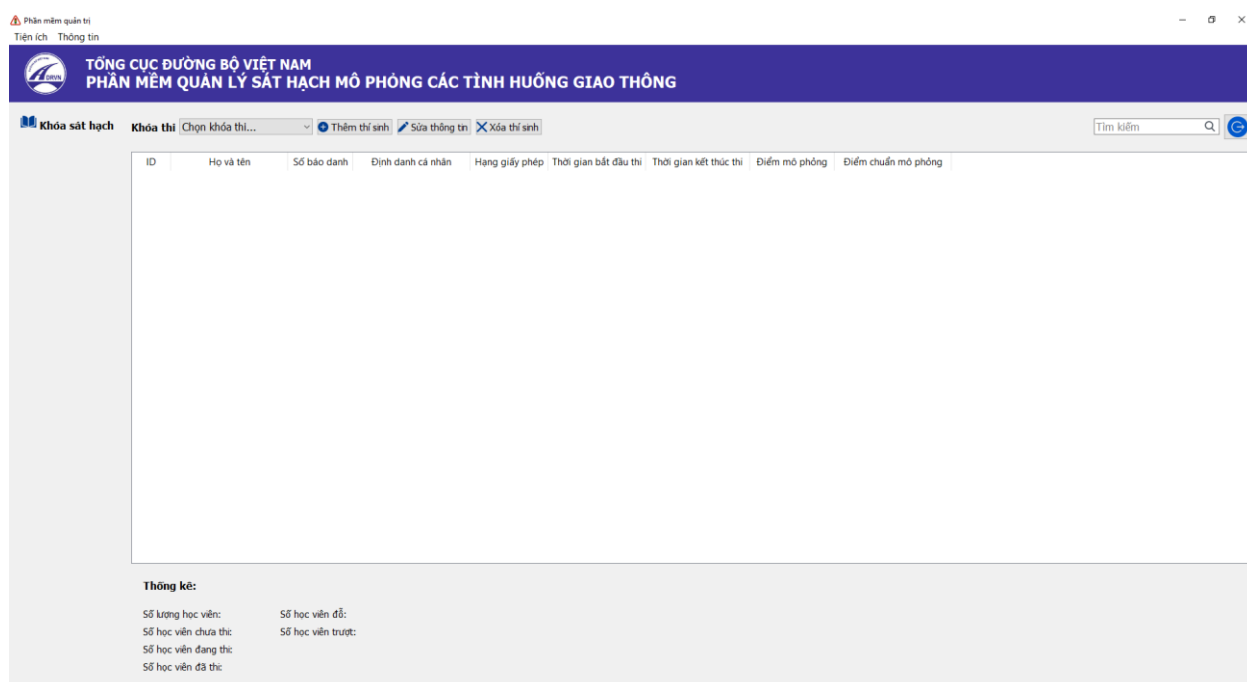 Phần mềm quản trị
Tiện ích Thông tin
DRVN
TỔNG CỤC ĐƯỜNG BỘ VIỆT NAM
PHẦN MỀM QUẢN LÝ SÁT HẠCH MÔ PHỎNG CÁC TÌNH HUỐNG GIAO THÔNG
Khóa sát hạch Khóa thi Chọn khóa thi... Thêm thí sinh Sửa thông tin Xóa thí sinh Tìm kiếm
ID Họ và tên Số báo danh Định danh cá nhân Hạng giấy phép Thời gian bắt đầu thi Thời gian kết thúc thi Điểm mô phỏng Điểm chuẩn mô phỏng
Thống kê:
Số lượng học viên: Số học viên đỗ:
Số học viên chưa thi: Số học viên trượt:
Số học viên đang thi:
Số học viên đã thi: